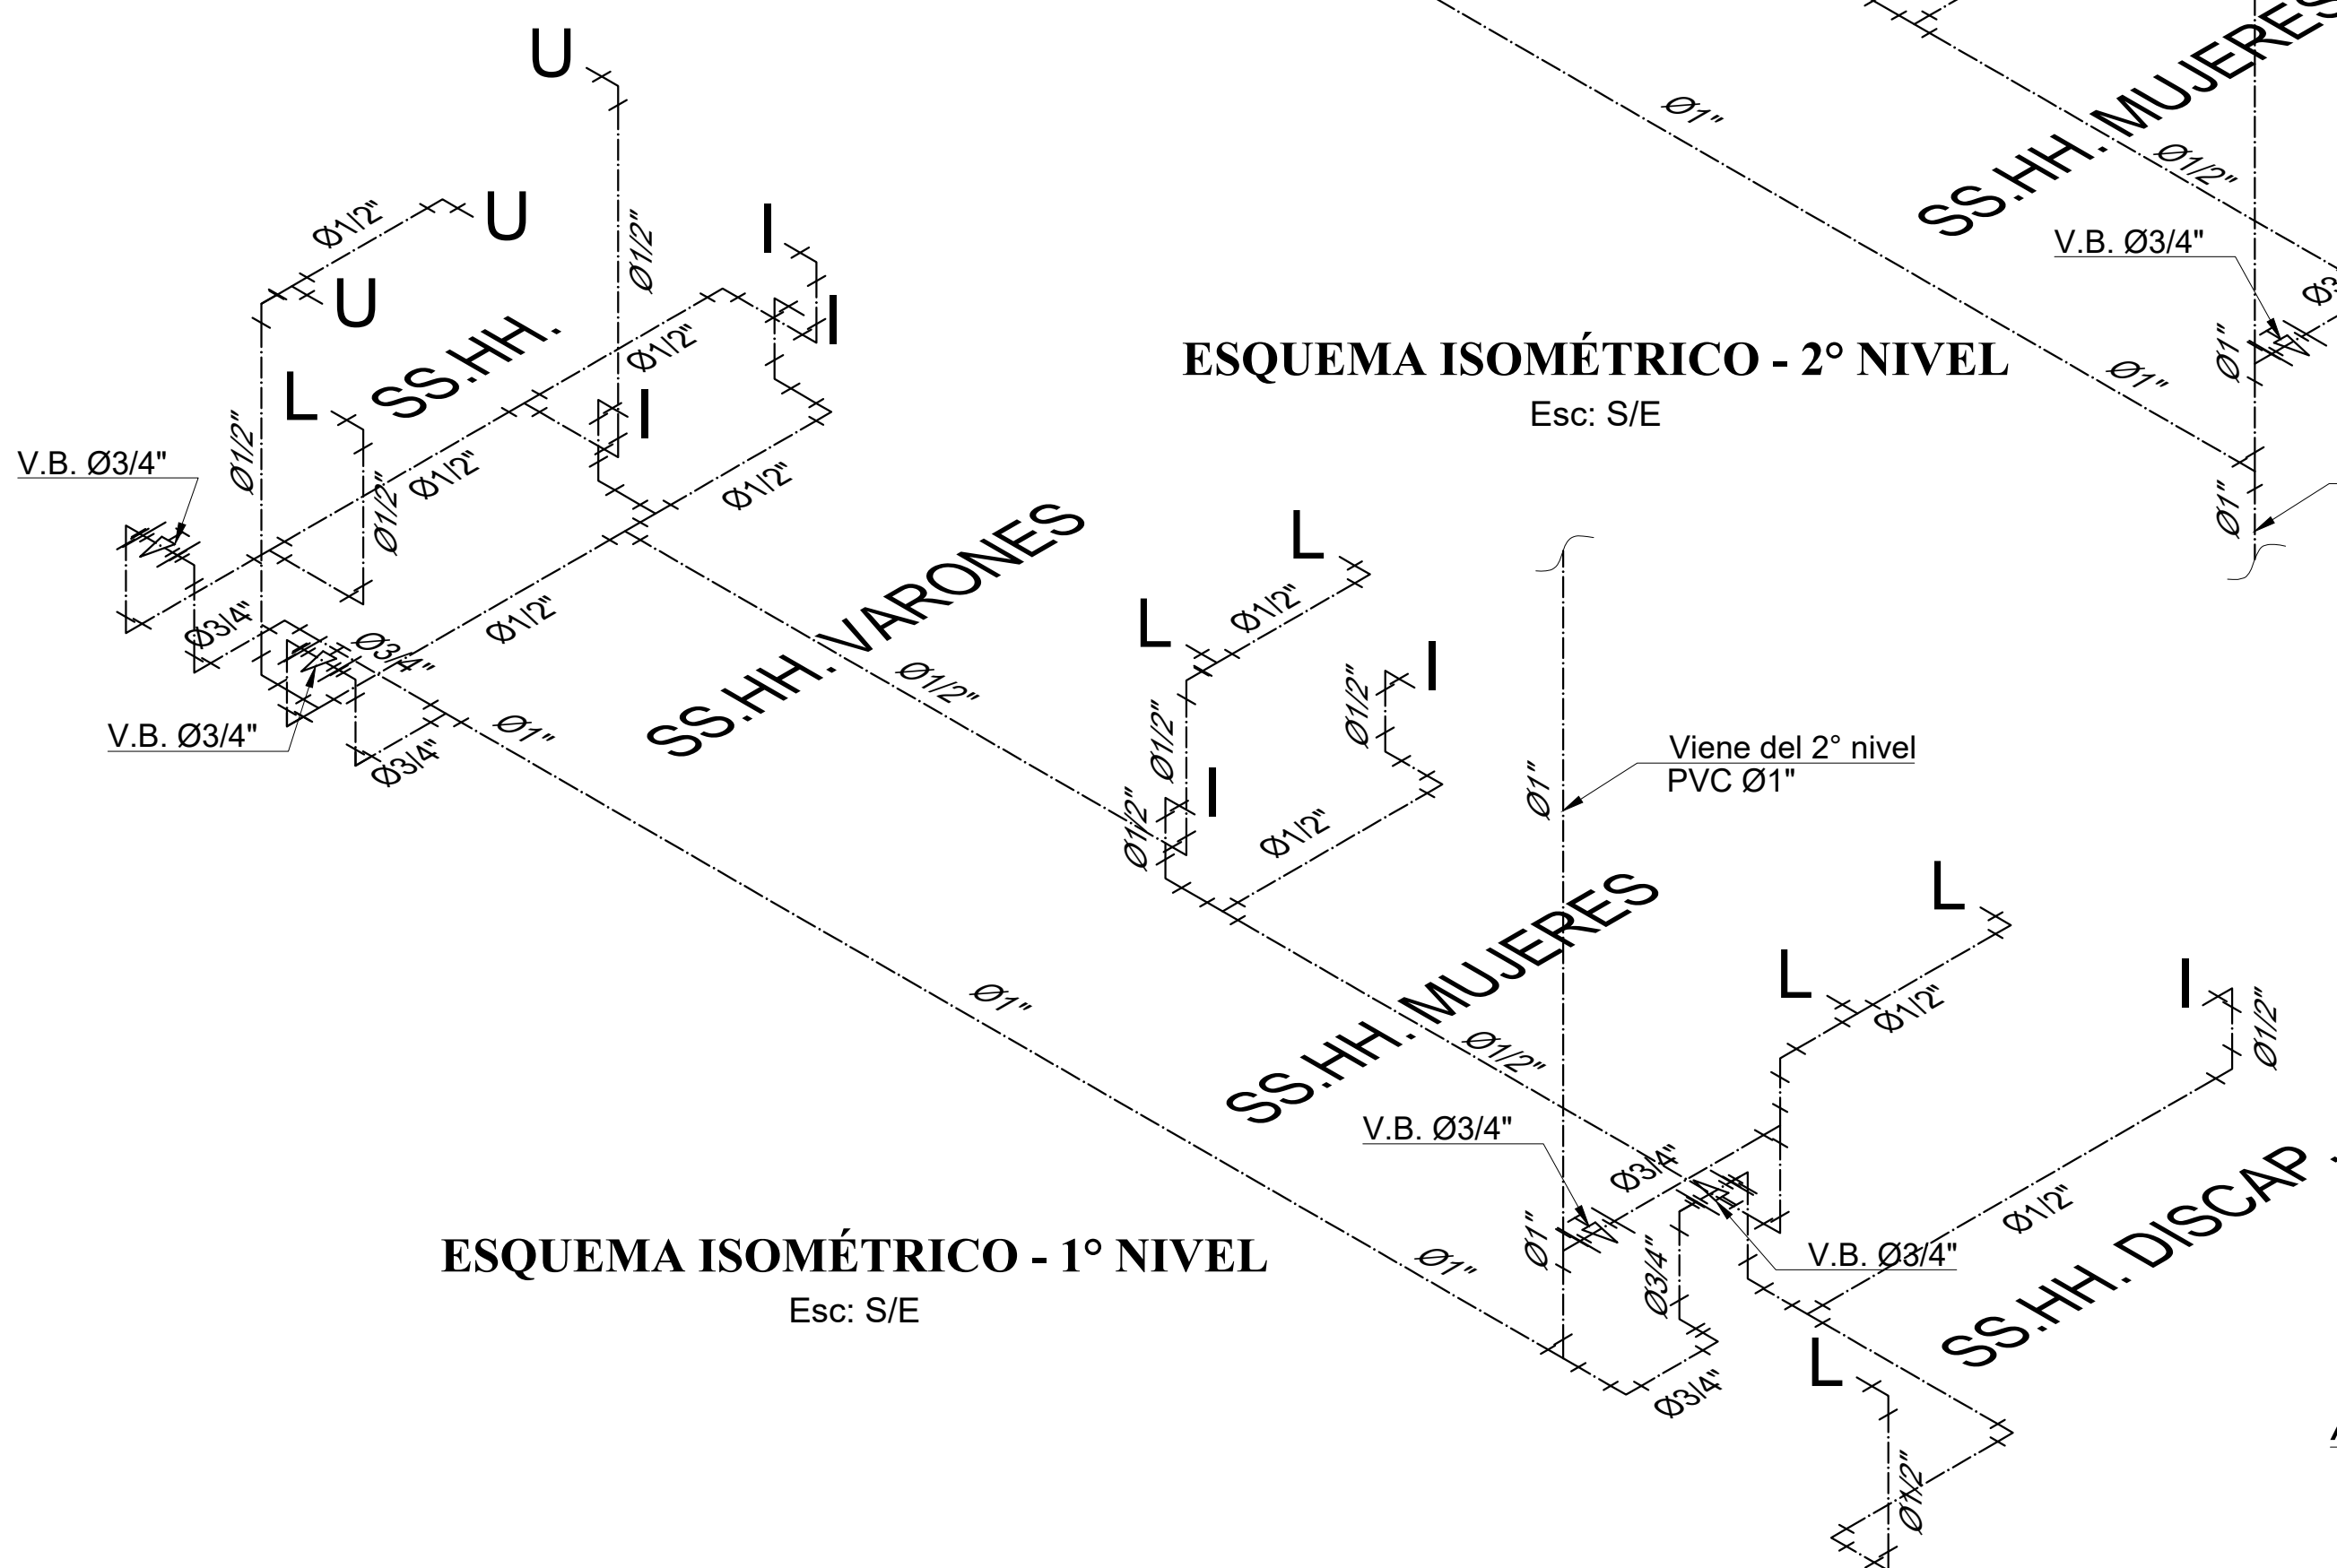 U
Ø1"
SS.HH. MUJERES
Ø1/2"
U
Ø1/2"
V.B. Ø3/4"
U
Ø1/2"
I
I
SS.HH.
Ø1/2"
ESQUEMA ISOMÉTRICO - 2° NIVEL
Esc: S/E
Ø1"
Ø1"
L
I
Ø1/2"
V.B. Ø3/4"
Ø1/2"
Ø1/2"
Ø1/2"
Ø1"
SS.HH. VARONES
L
Ø3/4"
Ø3/4"
Ø1/2"
L
Ø1/2"
I
Ø1/2"
Ø1/2"
V.B. Ø3/4"
Ø3/4"
Ø1"
Ø1/2"
Viene del 2° nivel
PVC Ø1"
Ø1"
I
Ø1/2"
Ø1/2"
SS.HH. MUJERES
L
L
Ø1"
Ø1/2"
I
Ø1/2"
Ø1/2"
V.B. Ø3/4"
Ø3/4"
Ø1/2"
SS.HH. DISCAP.
ESQUEMA ISOMÉTRICO - 1° NIVEL
Esc: S/E
Ø1"
Ø1"
Ø3/4"
V.B. Ø3/4"
Ø3/4"
L
Ø1/2"